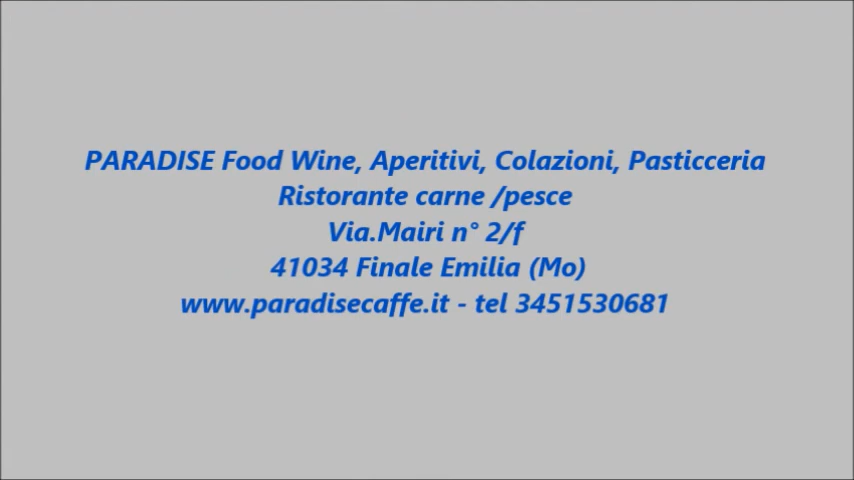 PARADISE Food Wine, Aperitivi, Colazioni, Pasticceria
Ristorante carne /pesce
Via.Mairi n° 2/f
41034 Finale Emilia (Mo)
www.paradisecaffe.it - tel 3451530681